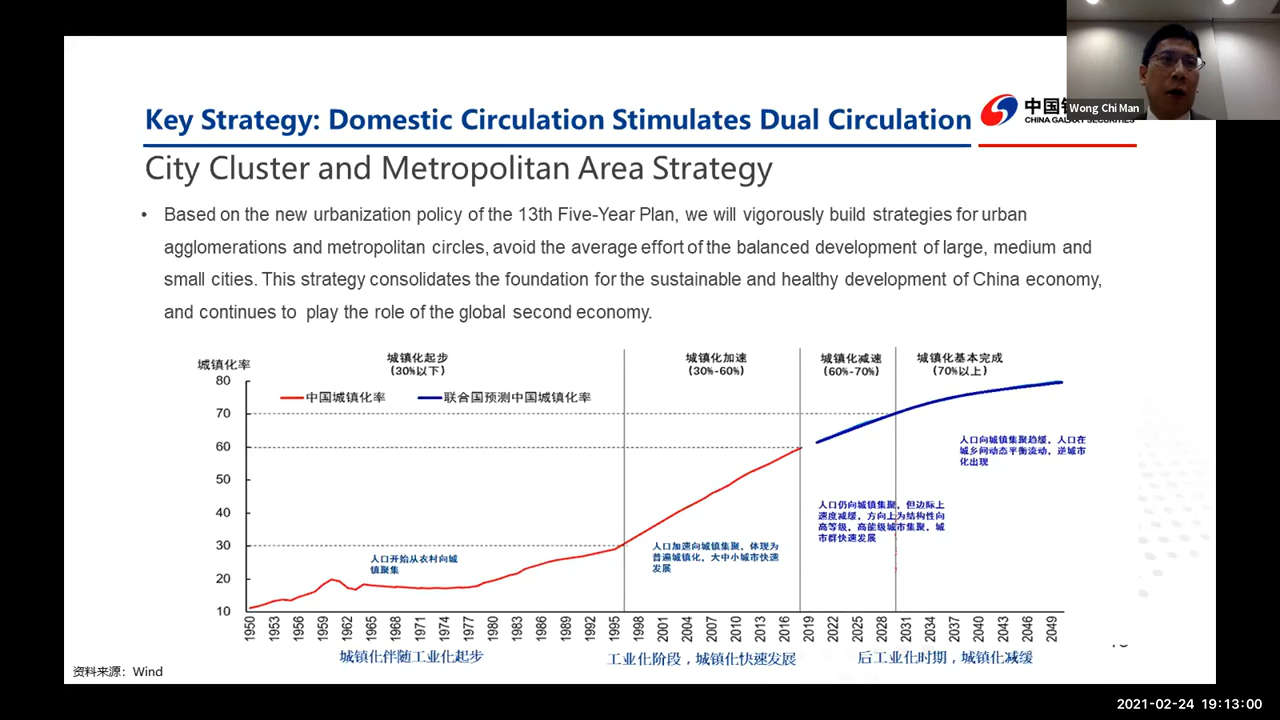 Key Strategy: Domestic Circulation Stimulates Dual Circulation
中国
CHINA GALAXY SECURITIES
Wong Chi Man
City Cluster and Metropolitan Area Strategy
• Based on the new urbanization policy of the 13th Five-Year Plan, we will vigorously build strategies for urban
agglomerations and metropolitan circles, avoid the average effort of the balanced development of large, medium and
small cities. This strategy consolidates the foundation for the sustainable and healthy development of China economy,
and continues to play the role of the global second economy.
城镇化率
城镇化起步
(30%以下)
城镇化加速
(30%-60%)
城镇化减速
(60%-70%)
城镇化基本完成
(70%以上)
中国城镇化率
联合国预测中国城镇化率
80
70
60
50
40
30
20
10
人口开始从农村向城
镇聚集
人口加速向城镇集聚，体现为
普遍城镇化，大中小城市快速
发展
人口仍向城镇集聚，但边际上
速度减缓，方向上为结构性向
高等级，高能级城市集聚，城
市群快速发展
人口向城镇集聚趋缓，人口在
城乡间动态平衡流动，逆城市
化出现
1950 1953 1956 1959 1962 1965 1968 1971 1974 1977 1980 1983 1986 1989 1992 1995 1998 2001 2004 2007 2010 2013 2016 2019 2022 2025 2028 2031 2034 2037 2040 2043 2046 2049
城镇化伴随工业化起步
工业化阶段，城镇化快速发展
后工业化时期，城镇化减缓
资料来源：Wind
2021-02-24 19:13:00